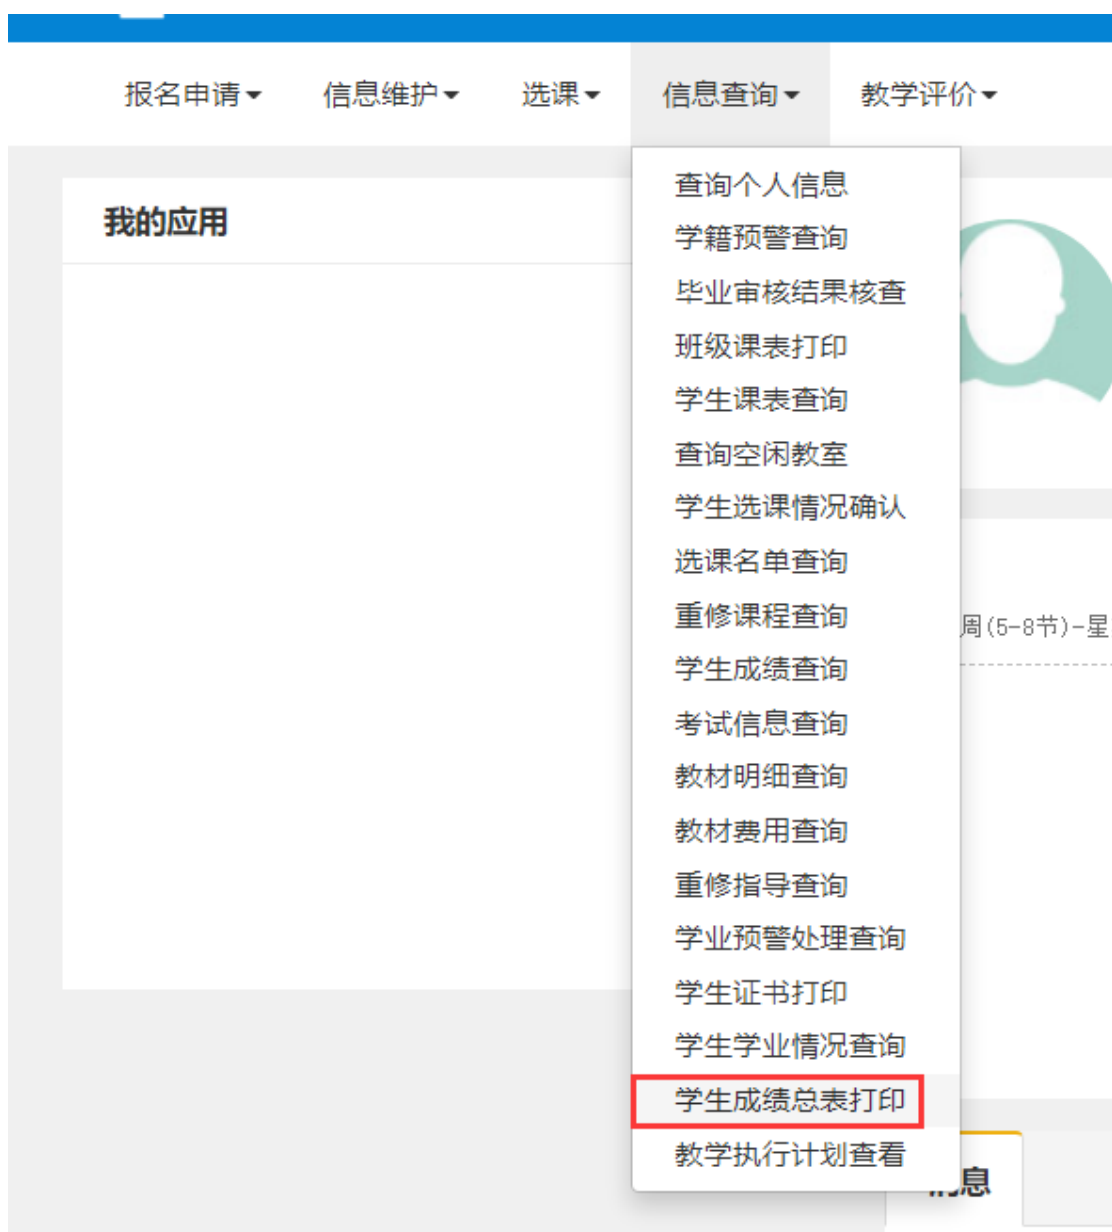 报名申请 信息维护 选课 信息查询 教学评价
我的应用
查询个人信息
学籍预警查询
毕业审核结果核查
班级课表打印
学生课表查询
查询空闲教室
学生选课情况确认
选课名单查询
重修课程查询
周(5-8节)-星
学生成绩查询
考试信息查询
教材明细查询
教材费用查询
重修指导查询
学业预警处理查询
学生证书打印
学生学业情况查询
学生成绩总表打印
教学执行计划查看
消息